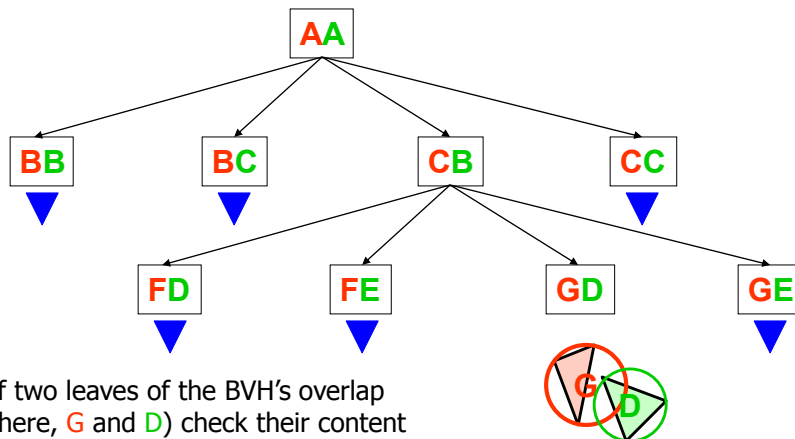 AA
BB BC CB CC
FD FE GD GE
f two leaves of the BVH's overlap
here, G and D) check their content
G
D